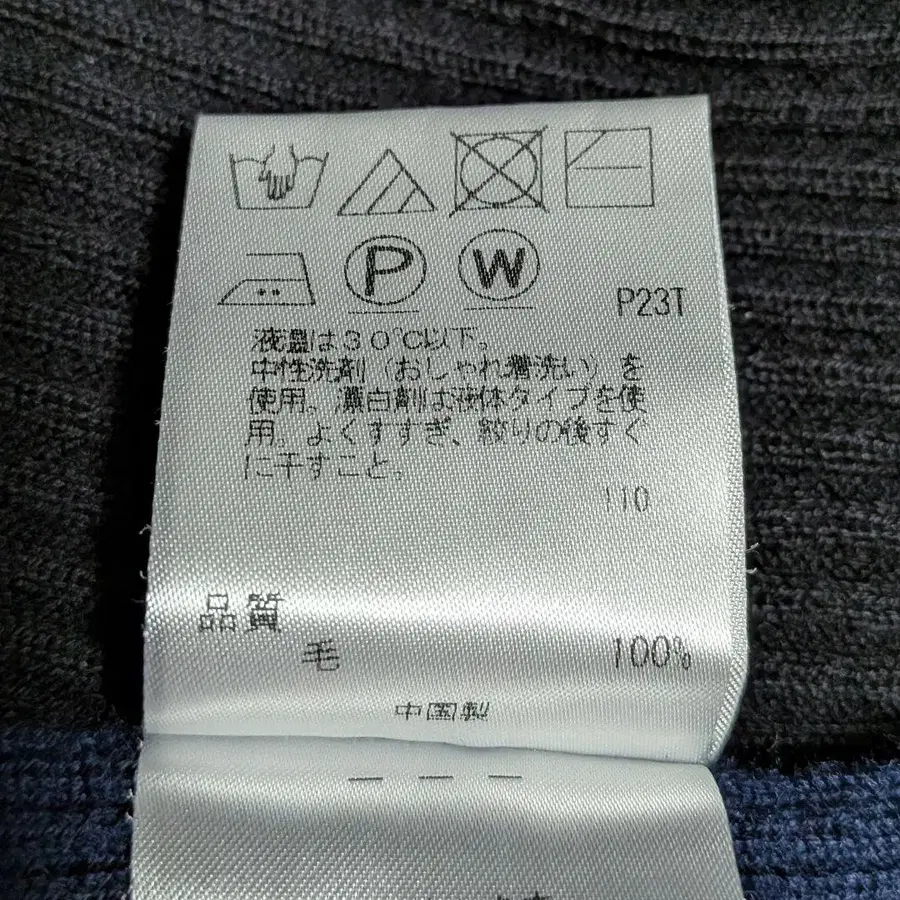 P
W
P23T
液温は30℃以下。
中性洗剤(おしゃれ着洗い)を
使用。漂白剤は液体タイプを使
用。よくすすぎ、絞りの後すぐ
に干すこと。
110
品質
毛 100%
中国製